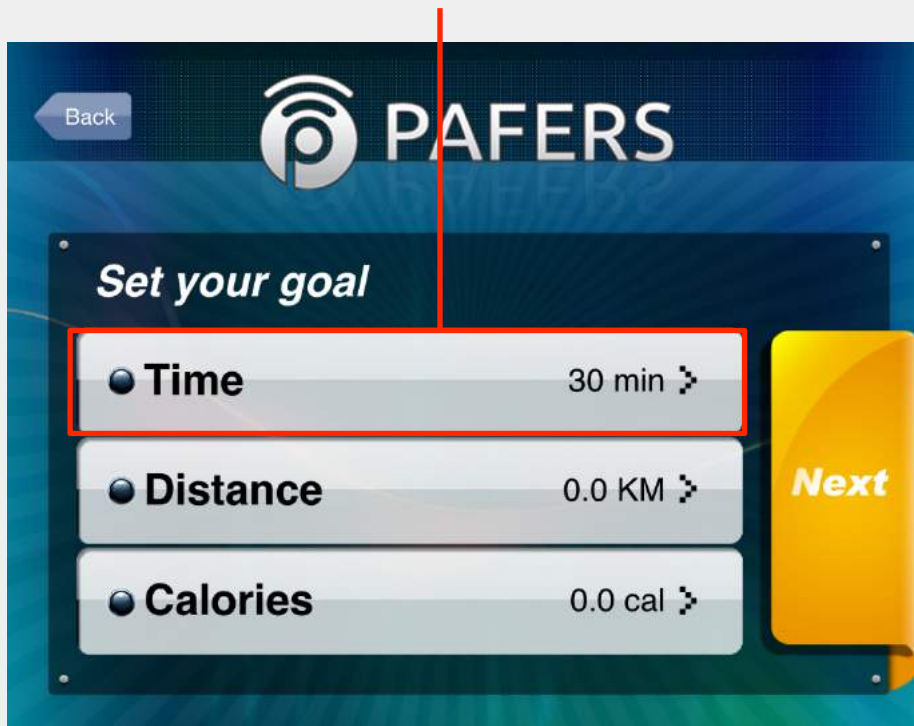 Back
PAFERS
Set your goal
Time 30 min >
Distance 0.0 KM >
Calories 0.0 cal >
Next